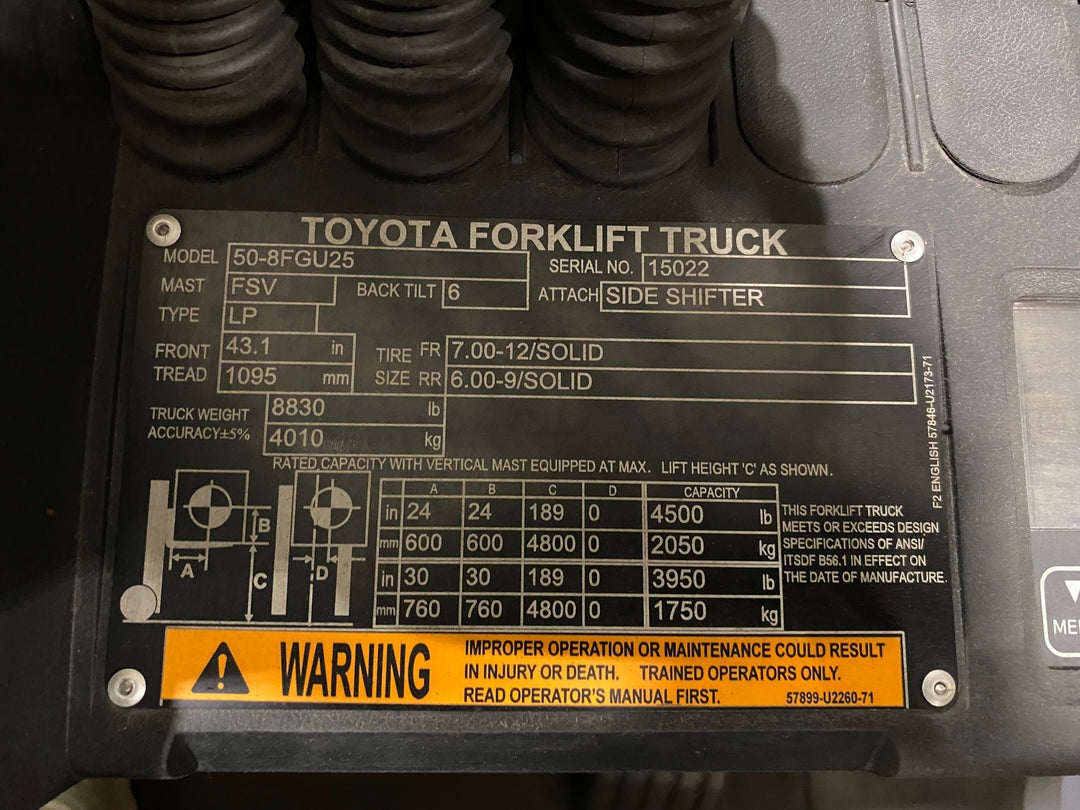 TOYOTA FORKLIFT TRUCK
MODEL 50-8FGU25 SERIAL NO. 15022
MAST FSV BACK TILT 6 ATTACH SIDE SHIFTER
TYPE LP
FRONT TREAD 43.1 in
1095 mm
TIRE SIZE FR 7.00-12/SOLID
RR 6.00-9/SOLID
TRUCK WEIGHT 8830 lb
ACCURACY±5% 4010 kg
RATED CAPACITY WITH VERTICAL MAST EQUIPPED AT MAX. LIFT HEIGHT 'C' AS SHOWN.
A B C D CAPACITY
in 24 24 189 0 4500 lb
mm 600 600 4800 0 2050 kg
in 30 30 189 0 3950 lb
mm 760 760 4800 0 1750 kg
A
B
C
D
THIS FORKLIFT TRUCK
MEETS OR EXCEEDS DESIGN
SPECIFICATIONS OF ANSI/
ITSDF B56.1 IN EFFECT ON
THE DATE OF MANUFACTURE.
F2 ENGLISH 57846-U2173-71
WARNING
IMPROPER OPERATION OR MAINTENANCE COULD RESULT
IN INJURY OR DEATH. TRAINED OPERATORS ONLY.
READ OPERATOR'S MANUAL FIRST. 57899-U2260-71